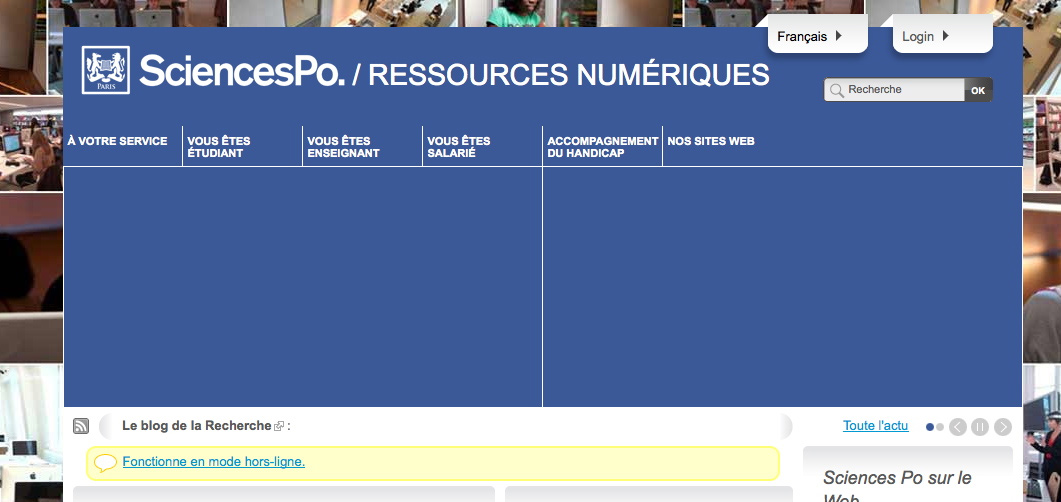 Français
Login
PARIS
SciencesPo. / RESSOURCES NUMÉRIQUES
Recherche
OK
À VOTRE SERVICE
VOUS ÊTES
ÉTUDIANT
VOUS ÊTES
ENSEIGNANT
VOUS ÊTES
SALARIÉ
ACCOMPAGNEMENT
DU HANDICAP
NOS SITES WEB
Le blog de la Recherche :
Toute l'actu
Fonctionne en mode hors-ligne.
Sciences Po sur le
Web